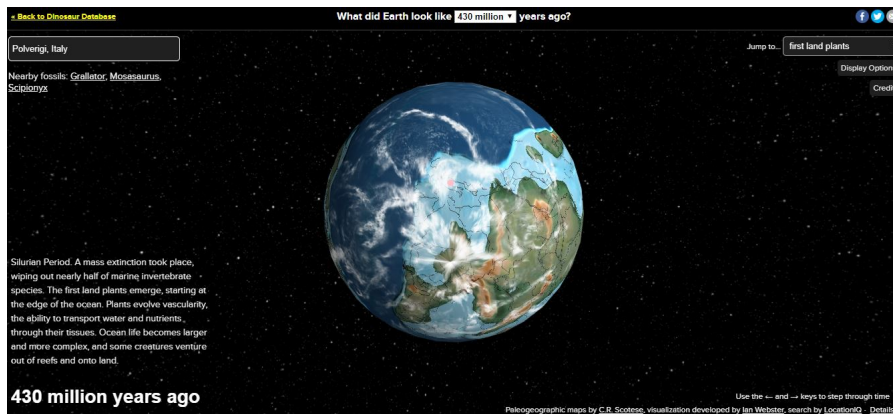 « Back to Dinosaur Database
What did Earth look like 430 million years ago?
Polverigi, Italy
Jump to... first land plants
Nearby fossils: Grallator, Mosasaurus,
Scipionyx
Display Option
Credit
Silurian Period. A mass extinction took place,
wiping out nearly half of marine invertebrate
species. The first land plants emerge, starting at
the edge of the ocean. Plants evolve vascularity,
the ability to transport water and nutrients
through their tissues. Ocean life becomes larger
and more complex, and some creatures venture
out of reefs and onto land.
430 million years ago
Use the ← and → keys to step through time.
Paleogeographic maps by C.R. Scotese, visualization developed by Ian Webster, search by LocationIQ - Details